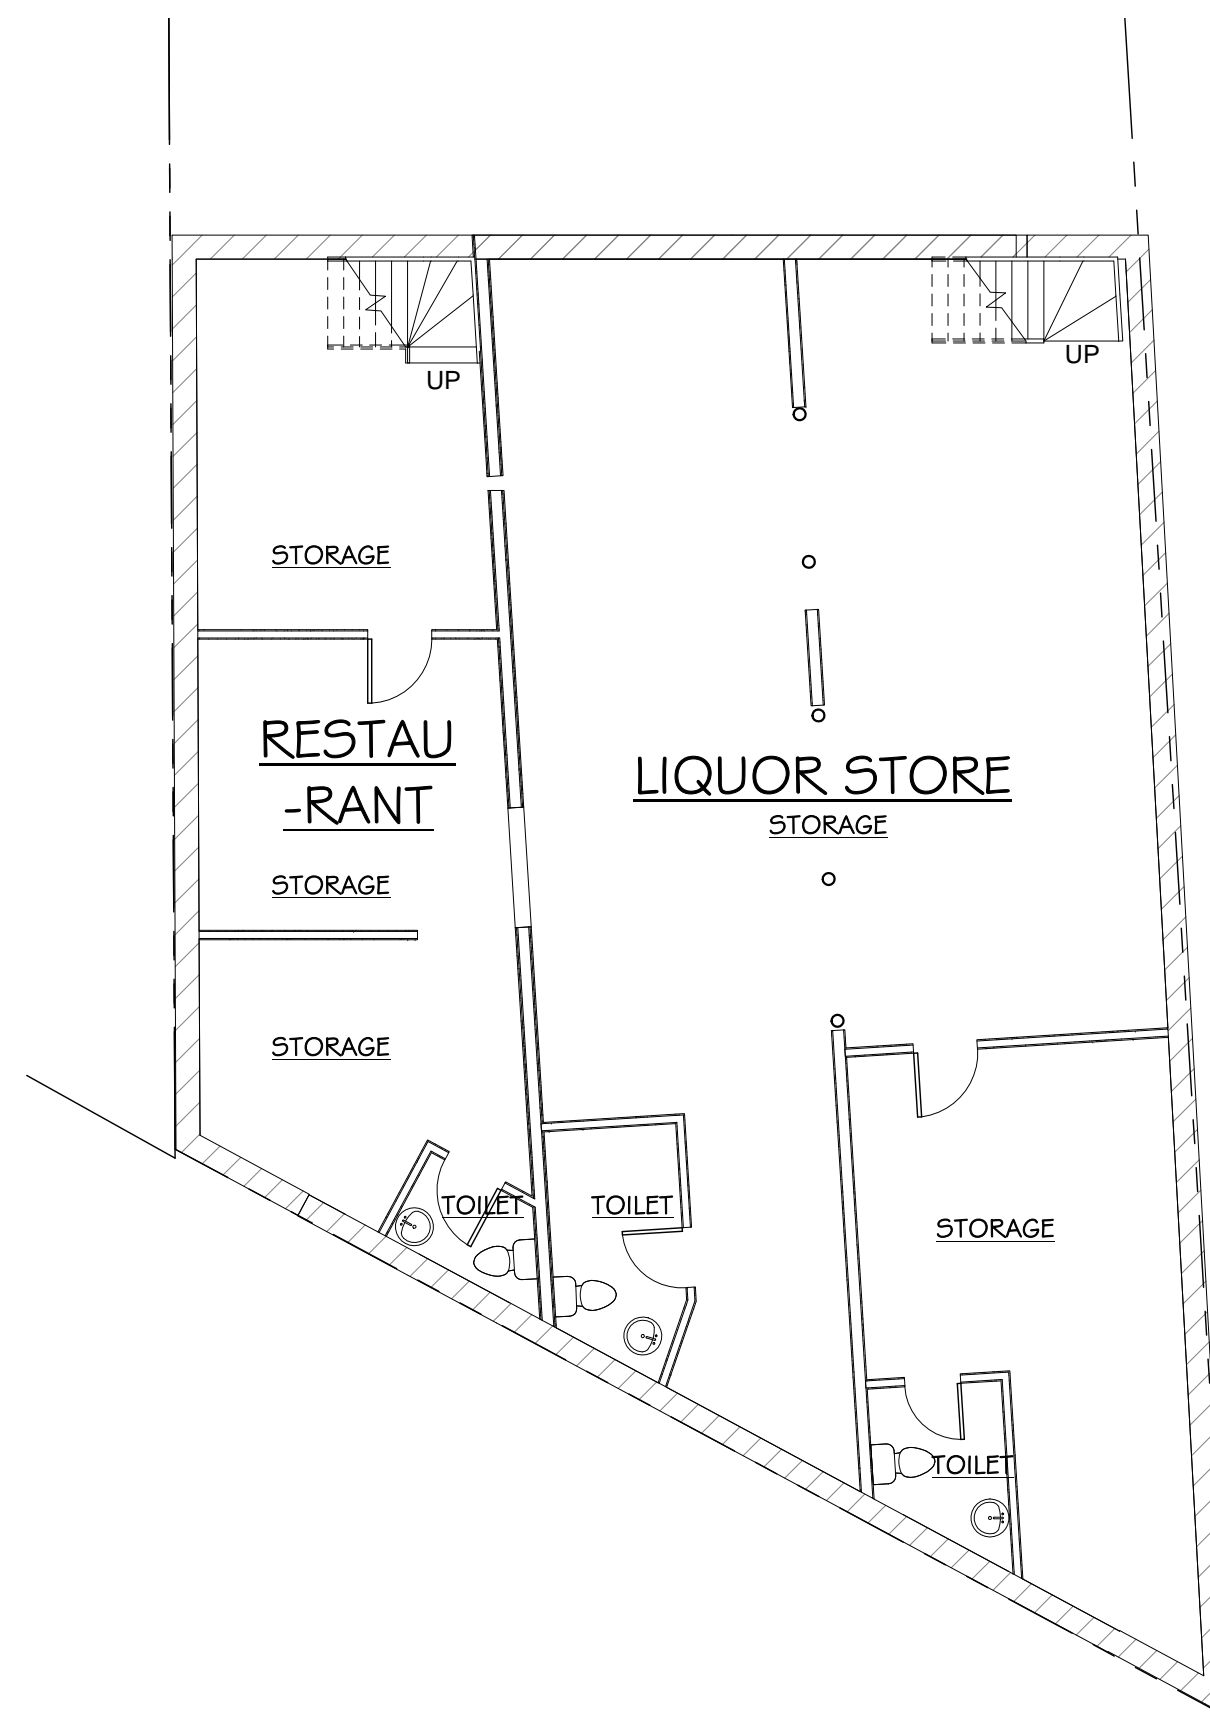 UP
UP
STORAGE
RESTAU
-RANT
LIQUOR STORE
STORAGE
STORAGE
STORAGE
TOILET
TOILET
STORAGE
TOILET